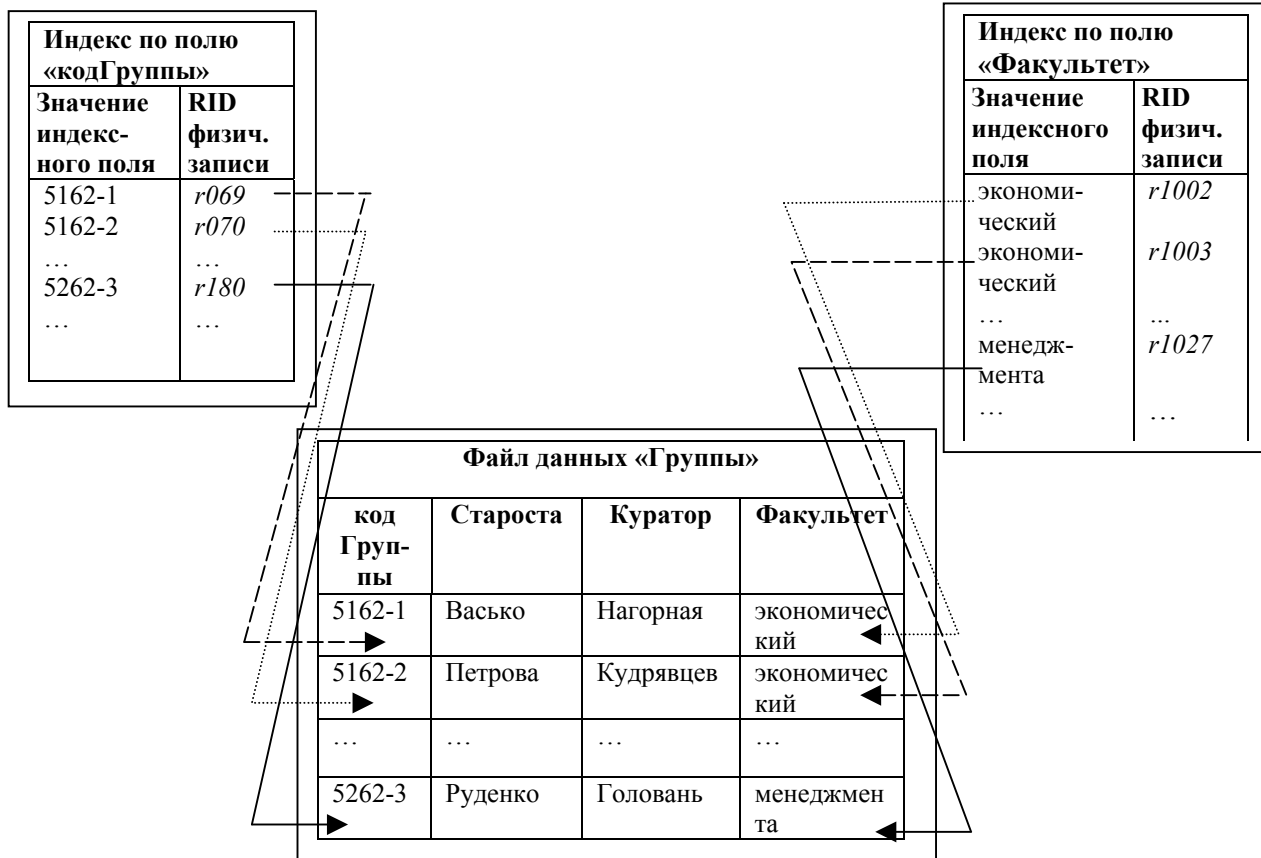 Индекс по полю
«кодГруппы»
Значение
индекс-
ного поля
RID
физич.
записи
5162-1 r069
5162-2 r070
… …
5262-3 r180
… …
Индекс по полю
«Факультет»
Значение
индексного
поля
RID
физич.
записи
экономи- r1002
ческий
экономи- r1003
ческий
… ...
менедж- r1027
мента
… …
Файл данных «Группы»
код
Груп-
пы
Староста
Куратор
Факультет
5162-1 Васько Нагорная экономичес
кий
5162-2 Петрова Кудрявцев экономичес
кий
… … … …
5262-3 Руденко Головань менеджмен
та